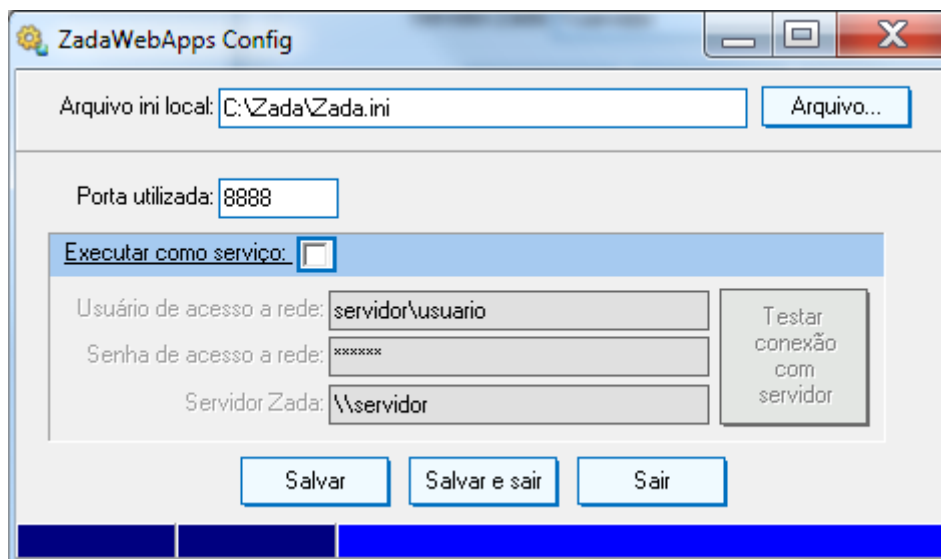 ZadaWebApps Config
Arquivo ini local: C:\Zada\Zada.ini Arquivo...
Porta utilizada: 8888
Executar como serviço:
Usuário de acesso a rede: servidor\usuario
Senha de acesso a rede: ******
Servidor Zada: \\servidor
Testar
conexão
com
servidor
Salvar Salvar e sair Sair